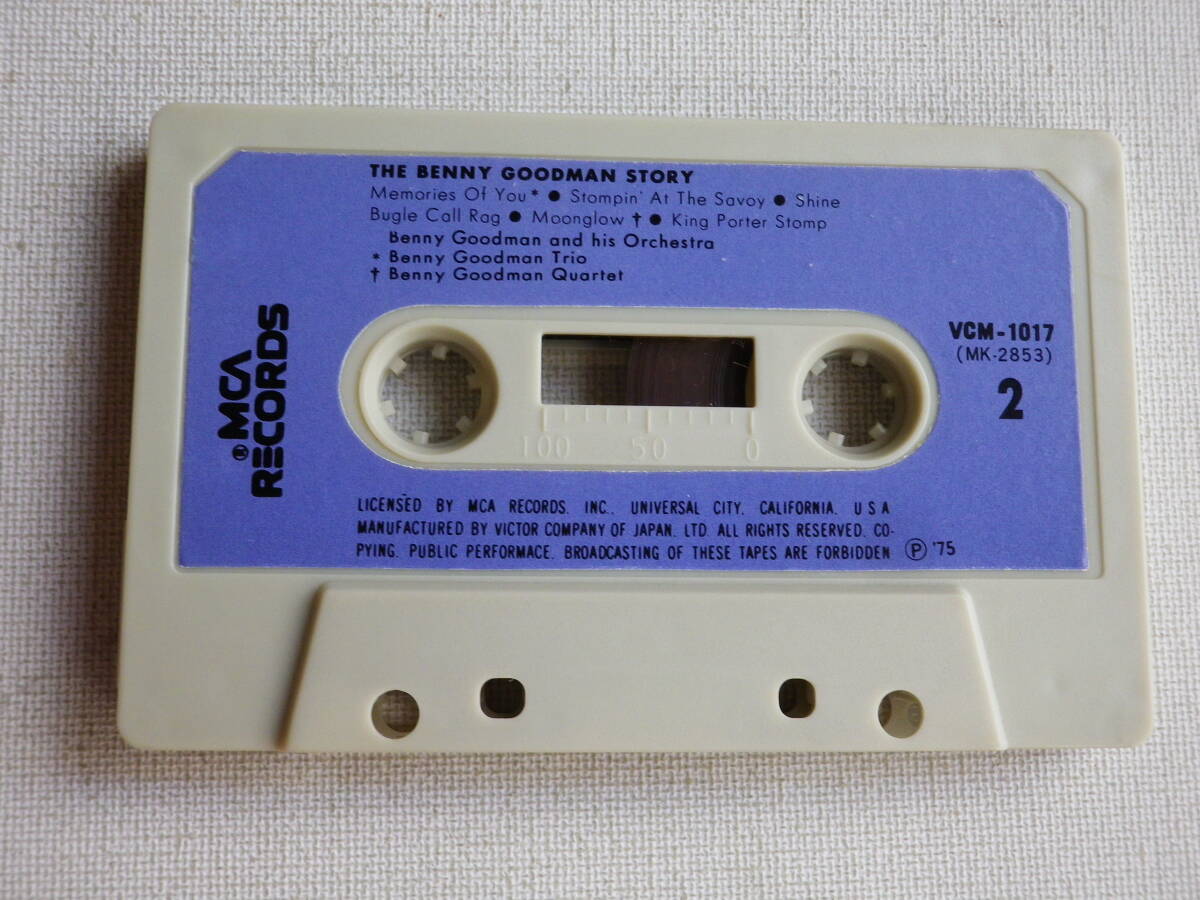 THE BENNY GOODMAN STORY
Memories Of You* ● Stompin' At The Savoy ● Shine
Bugle Call Rag ● Moonglow † ● King Porter Stomp
Benny Goodman and his Orchestra
* Benny Goodman Trio
† Benny Goodman Quartet
® MCA
RECORDS
VCM-1017
(MK-2853)
2
100 50 0
LICENSED BY MCA RECORDS. INC., UNIVERSAL CITY. CALIFORNIA. U S A
MANUFACTURED BY VICTOR COMPANY OF JAPAN. LTD. ALL RIGHTS RESERVED. CO-
PYING. PUBLIC PERFORMACE. BROADCASTING OF THESE TAPES ARE FORBIDDEN Ⓟ '75